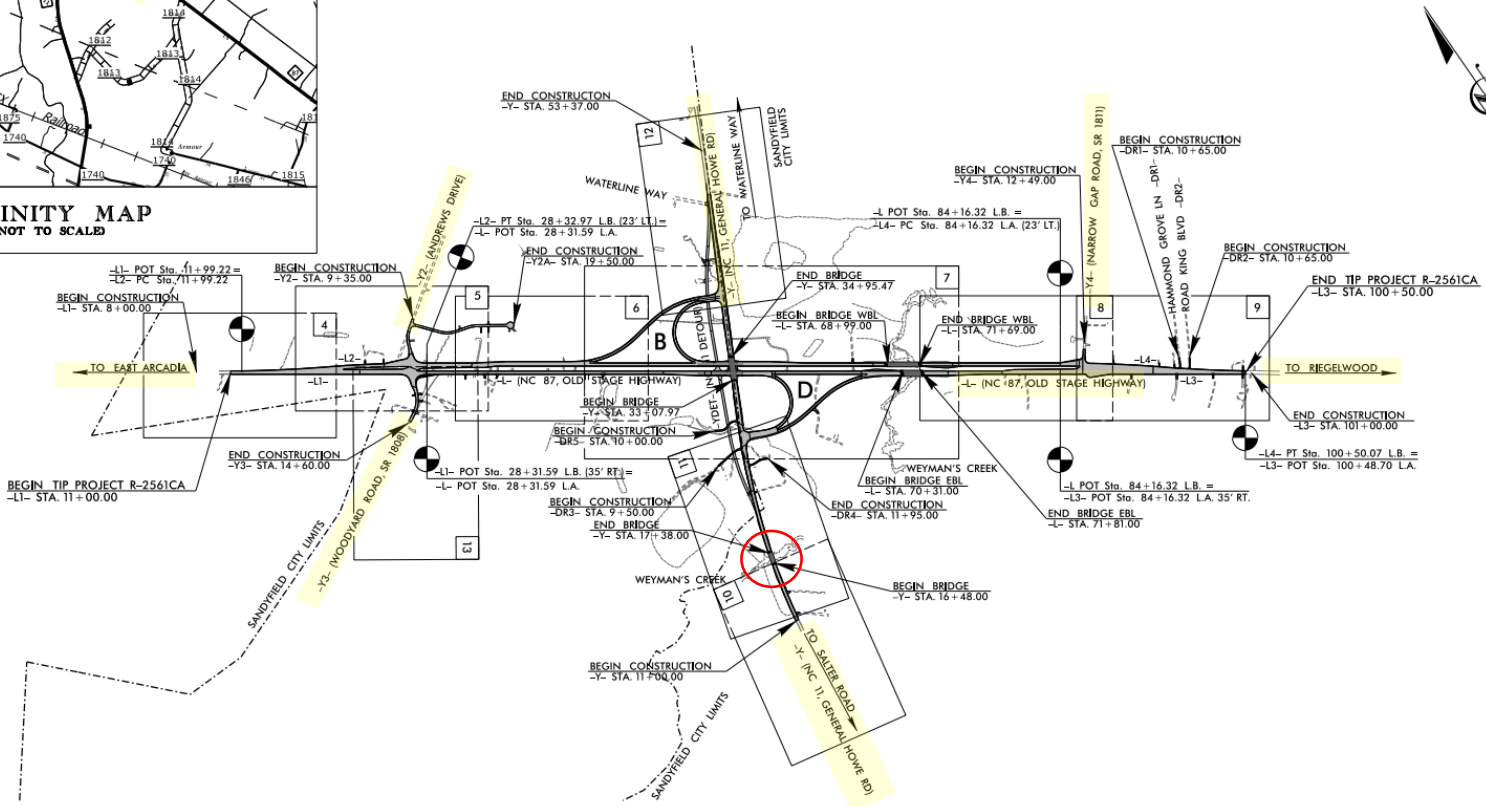 1814
1812
1813
1813
1814
1875
1740
Railroad
1814
Armour
1740
1740
1846
1815
INITY MAP
NOT TO SCALE)
END CONSTRUCTON
-Y- STA. 53+37.00
12
-Y- (NC 11, GENERAL HOWE RD)
TO WATERLINE WAY
SANDYFIELD
CITY LIMITS
WATERLINE WAY
-Y4- (NARROW GAP ROAD, SR 1811)
BEGIN CONSTRUCTION
-DR1- STA. 10+65.00
BEGIN CONSTRUCTION
-Y4- STA. 12+49.00
HAMMOND GROVE LN -DR1-
ROAD KING BLVD -DR2-
-Y2- (ANDREWS DRIVE)
-L2- PT Sta. 28+32.97 L.B. (23' LT.)=
-L- POT Sta. 28+31.59 L.A.
-L POT Sta. 84+16.32 L.B. =
-L4- PC Sta. 84+16.32 L.A. (23' LT.)
END CONSTRUCTION
-Y2A- STA. 19+50.00
BEGIN CONSTRUCTION
-DR2- STA. 10+65.00
-L1- POT Sta. 11+99.22=
-L2- PC Sta. 11+99.22
BEGIN CONSTRUCTION
-Y2- STA. 9+35.00
END BRIDGE
-Y- STA. 34+95.47
7
END TIP PROJECT R-2561CA
-L3- STA. 100+50.00
BEGIN CONSTRUCTION
-L1- STA. 8+00.00
4
5
6
8
9
BEGIN BRIDGE WBL
-L- STA. 68+99.00
END BRIDGE WBL
-L- STA. 71+69.00
B
TO EAST ARCADIA
-L2-
-L1-
-L- (NC 87, OLD STAGE HIGHWAY)
-L- (NC 87, OLD STAGE HIGHWAY)
-L4-
-L3-
TO RIEGELWOOD
D
BEGIN BRIDGE
-Y- STA. 33+07.97
BEGIN CONSTRUCTION
-DR5- STA. 10+00.00
END CONSTRUCTION
-L3- STA. 101+00.00
END CONSTRUCTION
-Y3- STA. 14+60.00
-Y3- (WOODYARD ROAD, SR 1808)
-L1- POT Sta. 28+31.59 L.B. (35' RT.)=
-L- POT Sta. 28+31.59 L.A.
11
WEYMAN'S CREEK
BEGIN BRIDGE EBL
-L- STA. 70+31.00
-L4- PT Sta. 100+50.07 L.B. =
-L3- POT Sta. 100+48.70 L.A.
BEGIN TIP PROJECT R-2561CA
-L1- STA. 11+00.00
-L POT Sta. 84+16.32 L.B. =
-L3- POT Sta. 84+16.32 L.A. 35' RT.
BEGIN CONSTRUCTION
-DR3- STA. 9+50.00
END CONSTRUCTION
-DR4- STA. 11+95.00
END BRIDGE EBL
-L- STA. 71+81.00
END BRIDGE
-Y- STA. 17+38.00
13
SANDYFIELD CITY LIMITS
WEYMAN'S CREEK
10
BEGIN BRIDGE
-Y- STA. 16+48.00
BEGIN CONSTRUCTION
-Y- STA. 11+00.00
TO SALTER ROAD
-Y- (NC 11, GENERAL HOWE RD)
SANDYFIELD CITY LIMITS